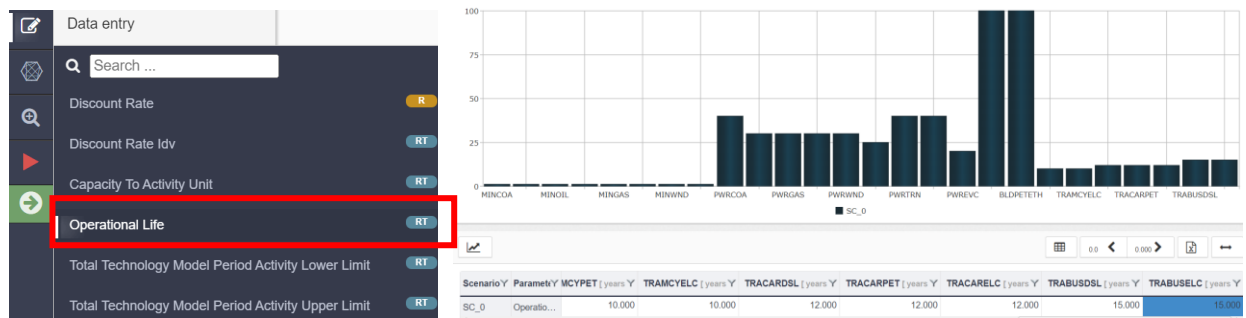 Data entry
Search ...
Discount Rate R
Discount Rate Idv RT
Capacity To Activity Unit RT
Operational Life RT
Total Technology Model Period Activity Lower Limit RT
Total Technology Model Period Activity Upper Limit RT
100
75
50
25
0
MINCOA MINOIL MINGAS MINWND PWRCOA PWRGAS PWRWND PWRTRN PWREVC BLDPETETH TRAMCYELC TRACARPET TRABUSDSL
SC_0
0.0 0.000
Scenario Parameti MCYPET [ years TRAMCYELC [ years TRACARDSL [ years TRACARPET [ years TRACARELC [ years TRABUSDSL [ years TRABUSELC [ years
SC_0 Operatio... 10.000 10.000 12.000 12.000 12.000 15.000 15.000